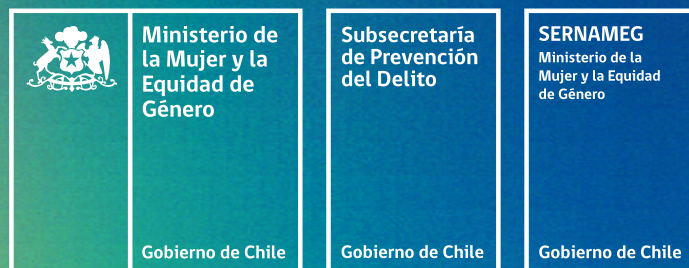 Ministerio de
la Mujer y la
Equidad de
Género
Gobierno de Chile
Subsecretaría
de Prevención
del Delito
Gobierno de Chile
SERNAMEG
Ministerio de la
Mujer y la Equidad
de Género
Gobierno de Chile